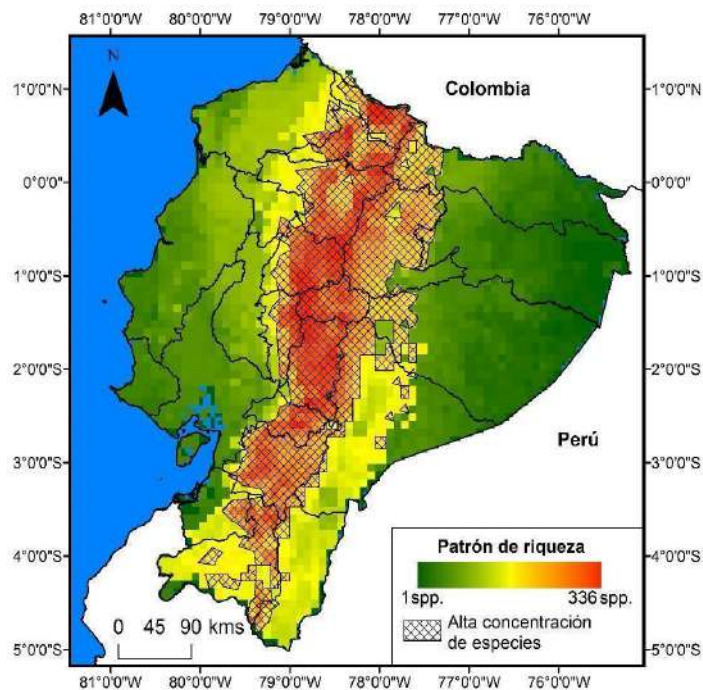 81°0'0"W 80°0'0"W 79°0'0"W 78°0'0"W 77°0'0"W 76°0'0"W
N
1°0'0"N
Colombia
0°0'0"
1°0'0"S
2°0'0"S
Perú
3°0'0"S
4°0'0"S
5°0'0"S
Patrón de riqueza
1 spp. 336 spp.
Alta concentración
de especies
0 45 90 kms
1°0'0"N
0°0'0"
1°0'0"S
2°0'0"S
3°0'0"S
4°0'0"S
5°0'0"S
81°0'0"W 80°0'0"W 79°0'0"W 78°0'0"W 77°0'0"W 76°0'0"W